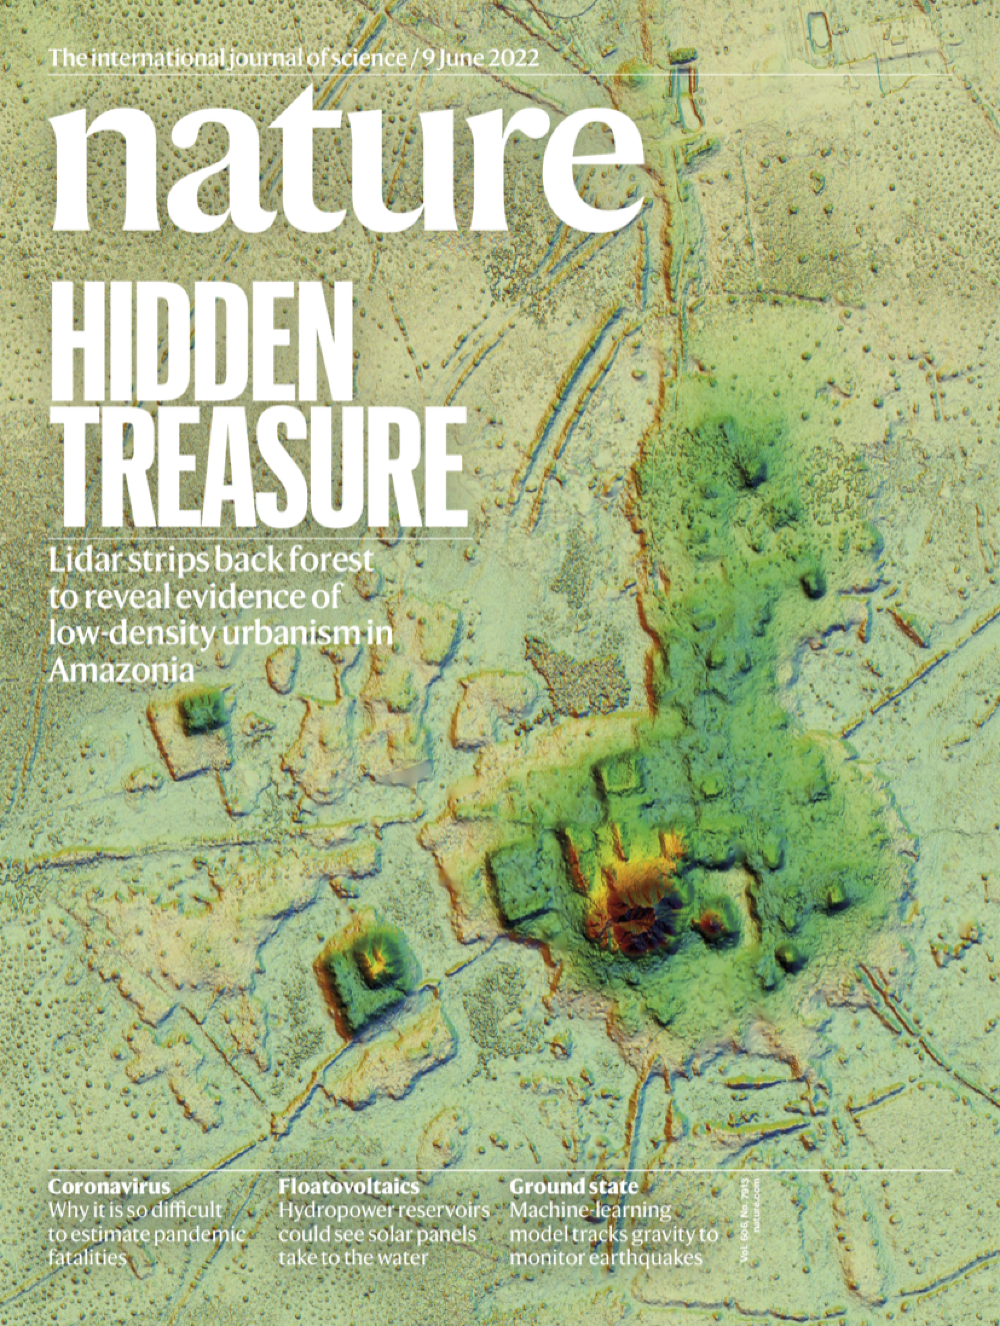 The international journal of science / 9 June 2022
nature
HIDDEN
TREASURE
Lidar strips back forest
to reveal evidence of
low-density urbanism in
Amazonia
Coronavirus
Why it is so difficult
to estimate pandemic
fatalities
Floatovoltaics
Hydropower reservoirs
could see solar panels
take to the water
Ground state
Machine-learning
model tracks gravity to
monitor earthquakes
Vol. 606, No. 7913
nature.com